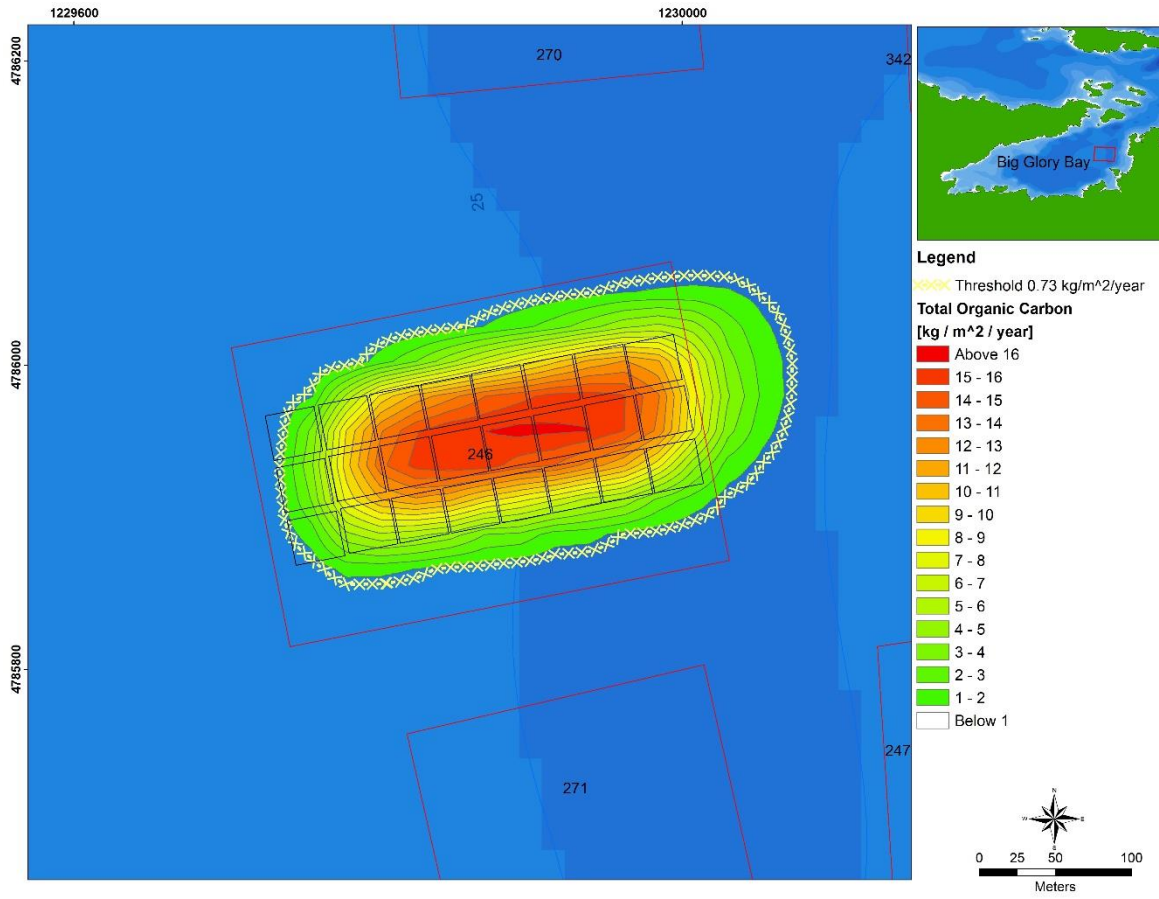 1229600
1230000
4786200
4786000
4785800
270
342
25
246
271
247
Big Glory Bay
Legend
Threshold 0.73 kg/m^2/year
Total Organic Carbon
[kg / m^2 / year]
Above 16
15 - 16
14 - 15
13 - 14
12 - 13
11 - 12
10 - 11
9 - 10
8 - 9
7 - 8
6 - 7
5 - 6
4 - 5
3 - 4
2 - 3
1 - 2
Below 1
N
W E
S
0 25 50 100
Meters